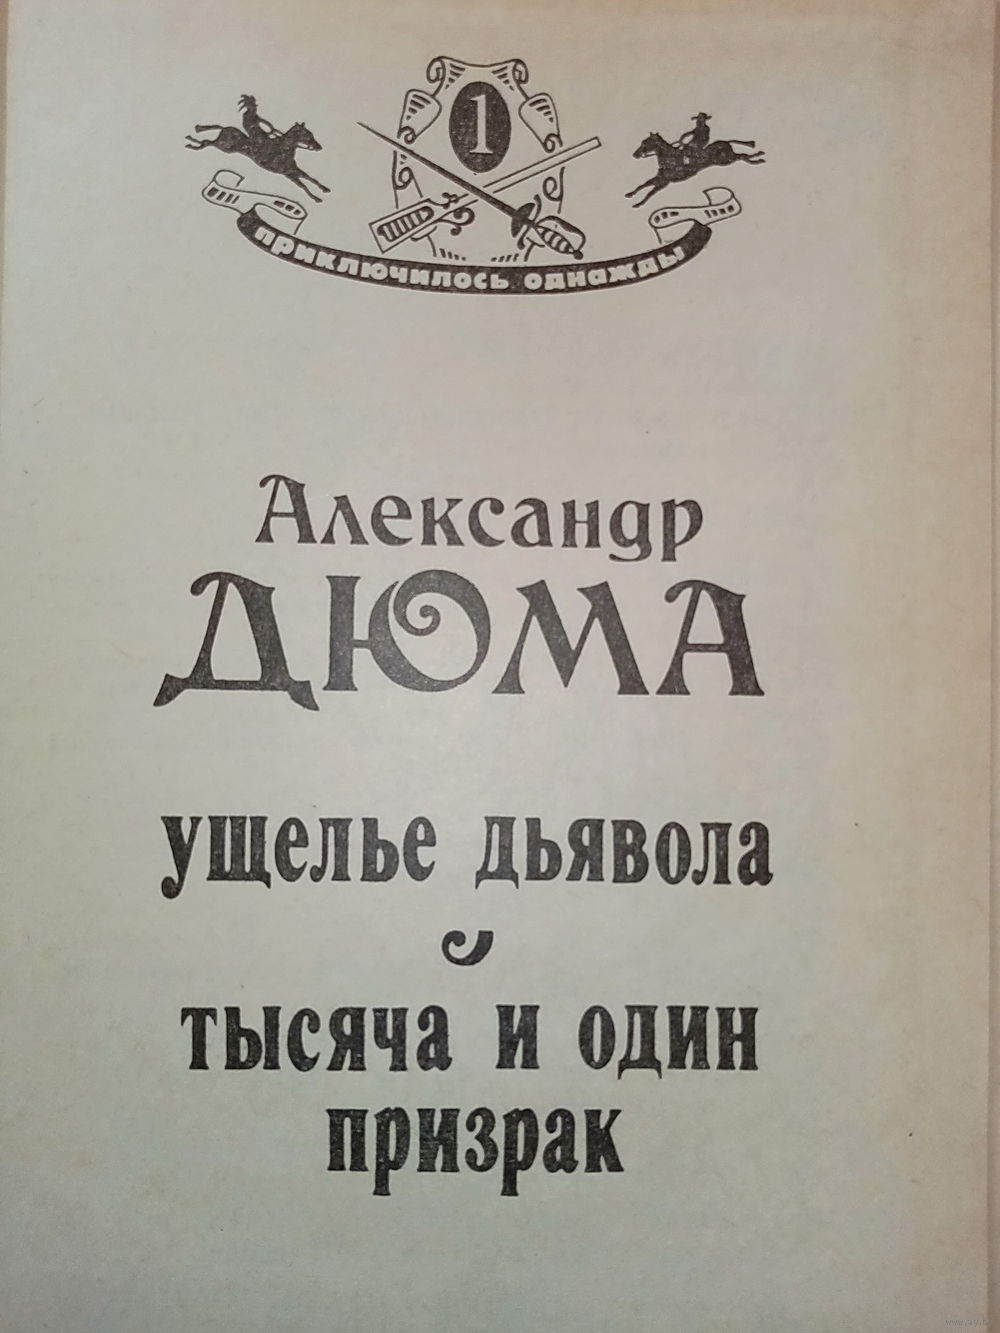 1
приключилось однажды
Александр
ДЮМА
ущелье дьявола
тысяча и один
призрак